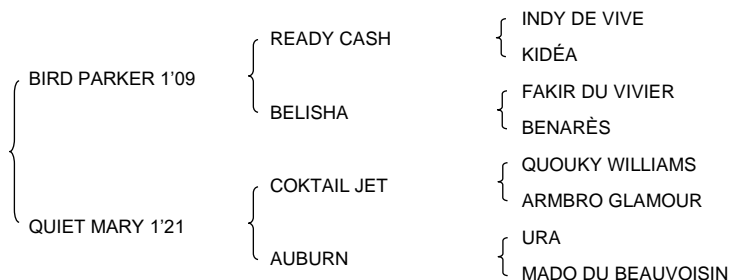 INDY DE VIVE
READY CASH
KIDÉA
BIRD PARKER 1’09
FAKIR DU VIVIER
BELISHA
BENARÈS
QUOUKY WILLIAMS
COKTAIL JET
ARMBRO GLAMOUR
QUIET MARY 1’21
URA
AUBURN
MADO DU BEAUVOISIN